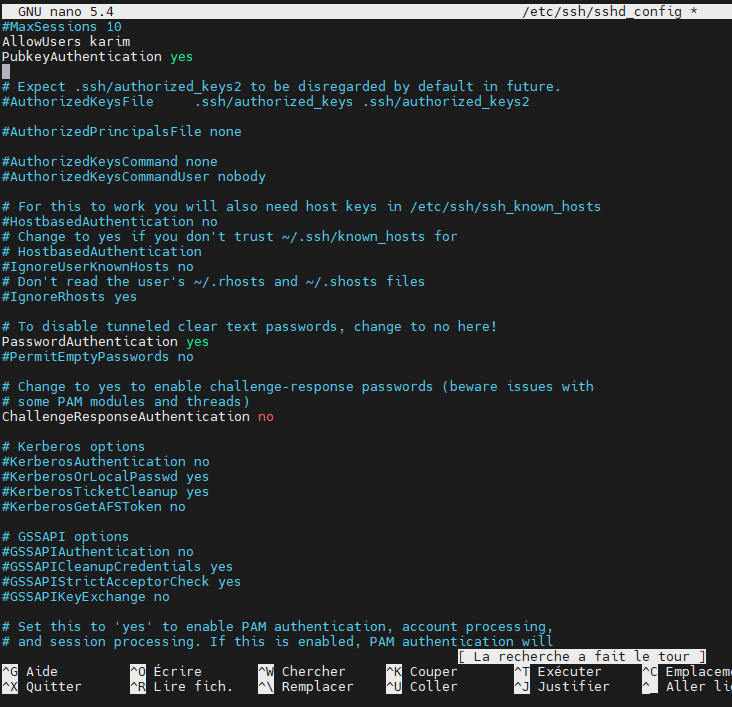 GNU nano 5.4 /etc/ssh/sshd_config *
#MaxSessions 10
AllowUsers karim
PubkeyAuthentication yes
# Expect .ssh/authorized_keys2 to be disregarded by default in future.
#AuthorizedKeysFile .ssh/authorized_keys .ssh/authorized_keys2
#AuthorizedPrincipalsFile none
#AuthorizedKeysCommand none
#AuthorizedKeysCommandUser nobody
# For this to work you will also need host keys in /etc/ssh/ssh_known_hosts
#HostbasedAuthentication no
# Change to yes if you don't trust ~/.ssh/known_hosts for
# HostbasedAuthentication
#IgnoreUserKnownHosts no
# Don't read the user's ~/.rhosts and ~/.shosts files
#IgnoreRhosts yes
# To disable tunneled clear text passwords, change to no here!
PasswordAuthentication yes
#PermitEmptyPasswords no
# Change to yes to enable challenge-response passwords (beware issues with
# some PAM modules and threads)
ChallengeResponseAuthentication no
# Kerberos options
#KerberosAuthentication no
#KerberosOrLocalPasswd yes
#KerberosTicketCleanup yes
#KerberosGetAFSToken no
# GSSAPI options
#GSSAPIAuthentication no
#GSSAPICleanupCredentials yes
#GSSAPIStrictAcceptorCheck yes
#GSSAPIKeyExchange no
# Set this to 'yes' to enable PAM authentication, account processing,
# and session processing. If this is enabled, PAM authentication will
[ La recherche a fait le tour ]
^G Aide ^O Écrire ^W Chercher ^K Couper ^T Exécuter ^C Emplacem
^X Quitter ^R Lire fich. ^\ Remplacer ^U Coller ^J Justifier ^_ Aller li